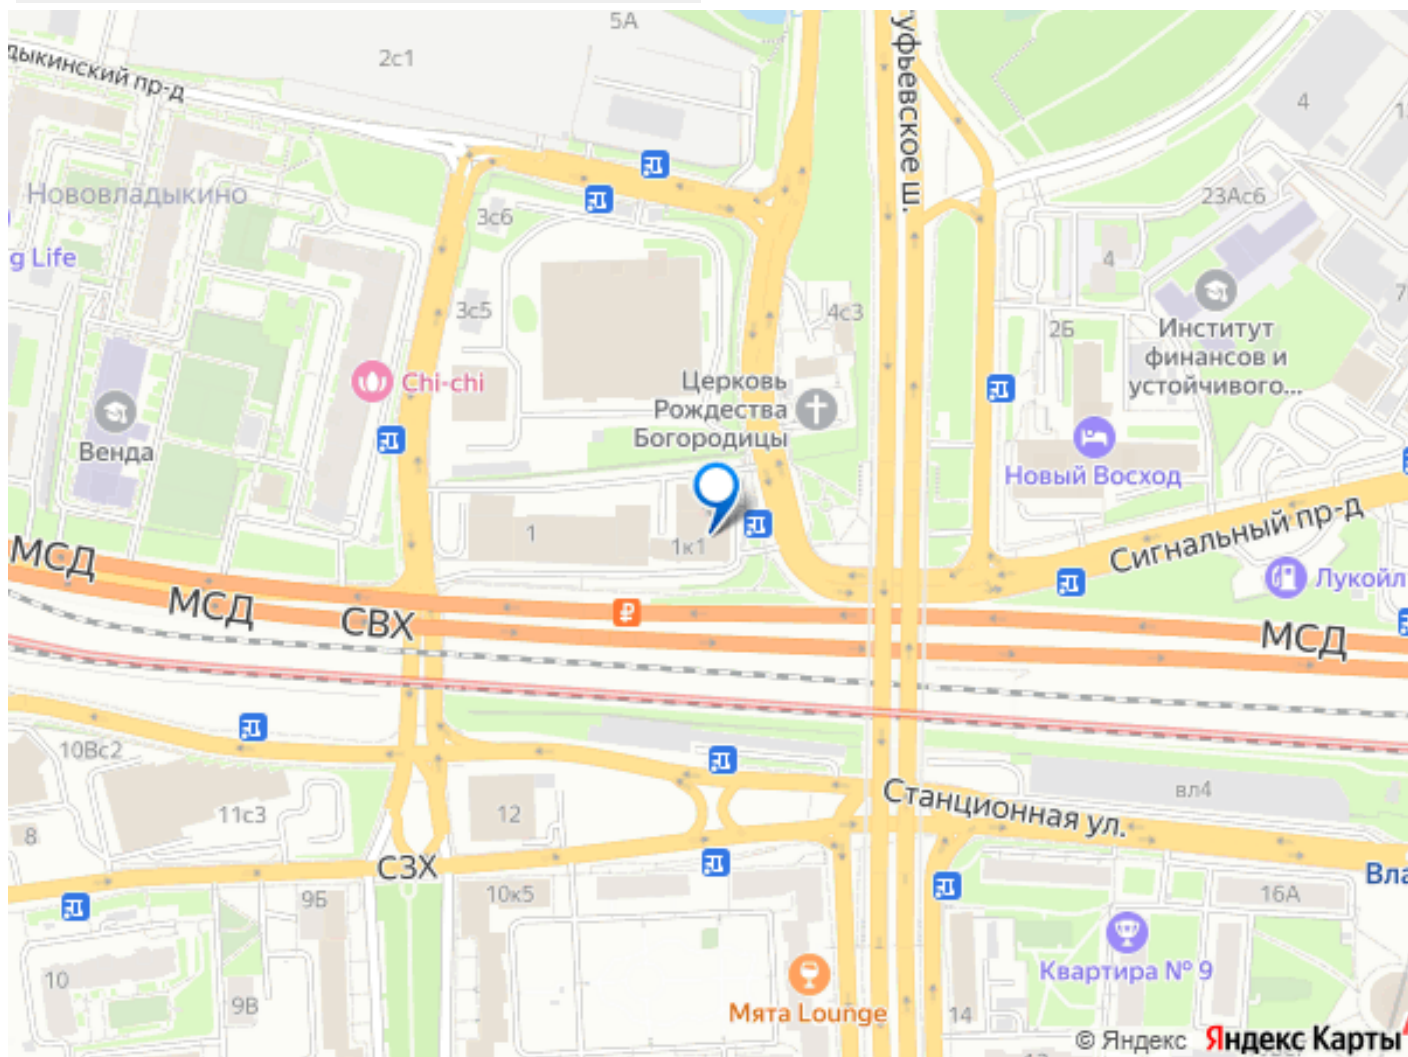 5А
2с1
дыкинский пр-д
уфьевское ш.
4
Нововладыкино
3с6
23Ас6
g Life
4
3с5
4с3
2Б
7
Институт
финансов и
устойчивого...
Chi-chi
Церковь
Рождества
Богородицы
Венда
Новый Восход
1
1к1
Сигнальный пр-д
МСД
Лукойл
МСД
СВХ
МСД
10Вс2
11с3
12
Станционная ул.
вл4
8
СЗХ
Вла
9Б
10к5
16А
10
Квартира № 9
9В
Мята Lounge
14
© Яндекс Яндекс Карты